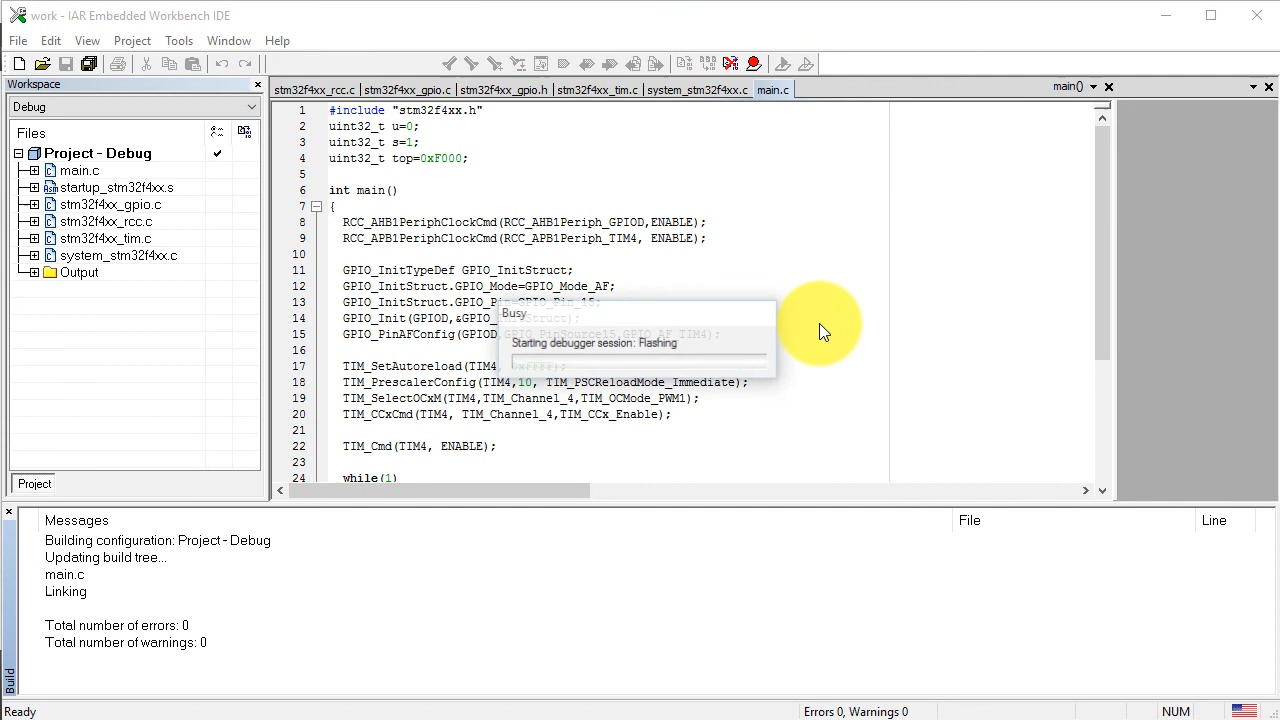 work - IAR Embedded Workbench IDE
File Edit View Project Tools Window Help
Workspace
stm32f4xx_rcc.c stm32f4xx_gpio.c stm32f4xx_gpio.h stm32f4xx_tim.c system_stm32f4xx.c main.c main()
Debug
Files
Project - Debug
main.c
startup_stm32f4xx.s
stm32f4xx_gpio.c
stm32f4xx_rcc.c
stm32f4xx_tim.c
system_stm32f4xx.c
Output
Project
1 #include "stm32f4xx.h"
2 uint32_t u=0;
3 uint32_t s=1;
4 uint32_t top=0xF000;
5
6 int main()
7 {
8 RCC_AHB1PeriphClockCmd(RCC_AHB1Periph_GPIOD,ENABLE);
9 RCC_APB1PeriphClockCmd(RCC_APB1Periph_TIM4, ENABLE);
10
11 GPIO_InitTypeDef GPIO_InitStruct;
12 GPIO_InitStruct.GPIO_Mode=GPIO_Mode_AF;
13 GPIO_InitStruct.GPIO_Pin=GPIO_Pin_15;
14 GPIO_Init(GPIOD,&GPIO_InitStruct);
15 GPIO_PinAFConfig(GPIOD,GPIO_PinSource15,GPIO_AF_TIM4);
16
17 TIM_SetAutoreload(TIM4, 0xFFFF);
18 TIM_PrescalerConfig(TIM4,10, TIM_PSCReloadMode_Immediate);
19 TIM_SelectOCxM(TIM4,TIM_Channel_4,TIM_OCMode_PWM1);
20 TIM_CCxCmd(TIM4, TIM_Channel_4,TIM_CCx_Enable);
21
22 TIM_Cmd(TIM4, ENABLE);
23
24 while(1)
Busy
Starting debugger session: Flashing
Messages File Line
Building configuration: Project - Debug
Updating build tree...
main.c
Linking
Total number of errors: 0
Total number of warnings: 0
Build
Ready Errors 0, Warnings 0 NUM